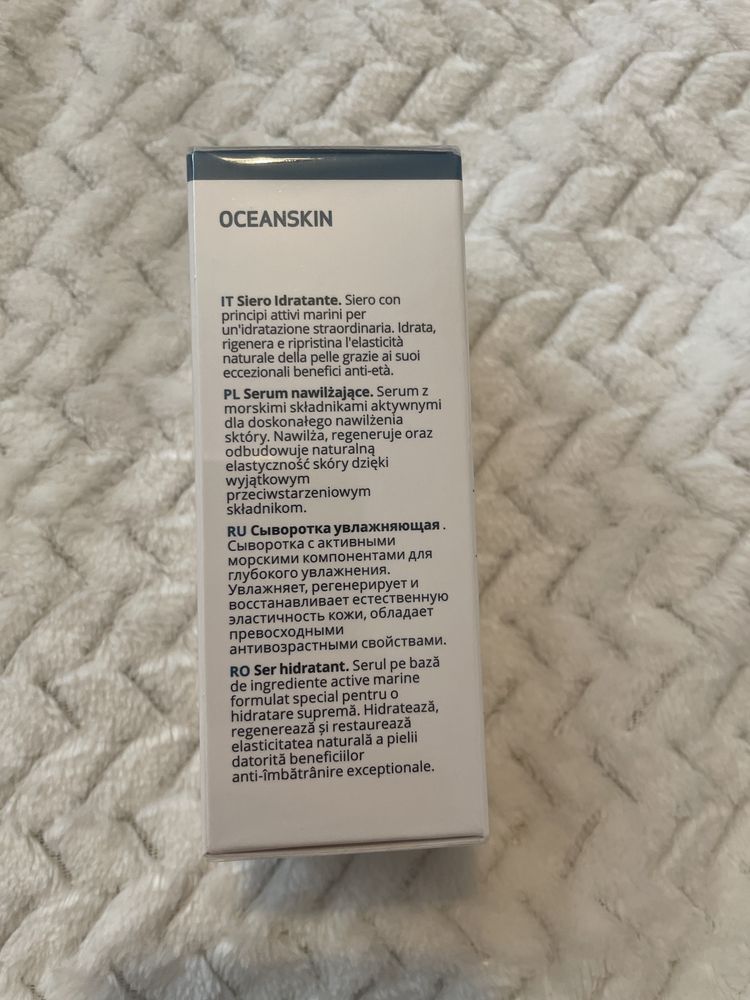 OCEANSKIN
IT Siero Idratante. Siero con
principi attivi marini per
un'idratazione straordinaria. Idrata,
rigenera e ripristina l'elasticità
naturale della pelle grazie ai suoi
eccezionali benefici anti-età.
PL Serum nawilżające. Serum z
morskimi składnikami aktywnymi
dla doskonałego nawilżenia
sktóry. Nawilża, regeneruje oraz
odbudowuje naturalną
elastyczność skóry dzięki
wyjątkowym
przeciwstarzeniowym
składnikom.
RU Сыворотка увлажняющая .
Сыворотка с активными
морскими компонентами для
глубокого увлажнения.
Увлажняет, регенерирует и
восстанавливает естественную
эластичность кожи, обладает
превосходными
антивозрастными свойствами.
RO Ser hidratant. Serul pe bază
de ingrediente active marine
formulat special pentru o
hidratare supremă. Hidratează,
regenerează și restaurează
elasticitatea naturală a pielii
datorită beneficiilor
anti-îmbătrânire excepționale.